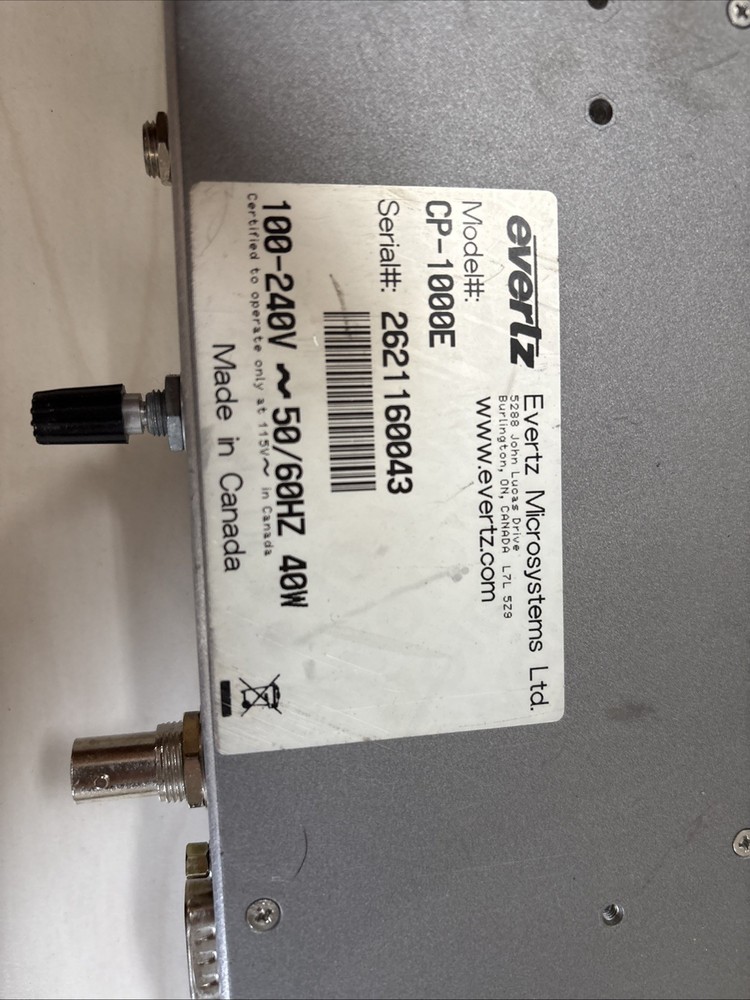 evertz
Evertz Microsystems Ltd.
5288 John Lucas Drive
Burlington, ON, CANADA L7L 5Z9
www.evertz.com
Model#:
CP-1000E
Serial#: 2621160043
100-240V ~ 50/60HZ 40W
Certified to operate only at 115V~ in Canada
Made in Canada